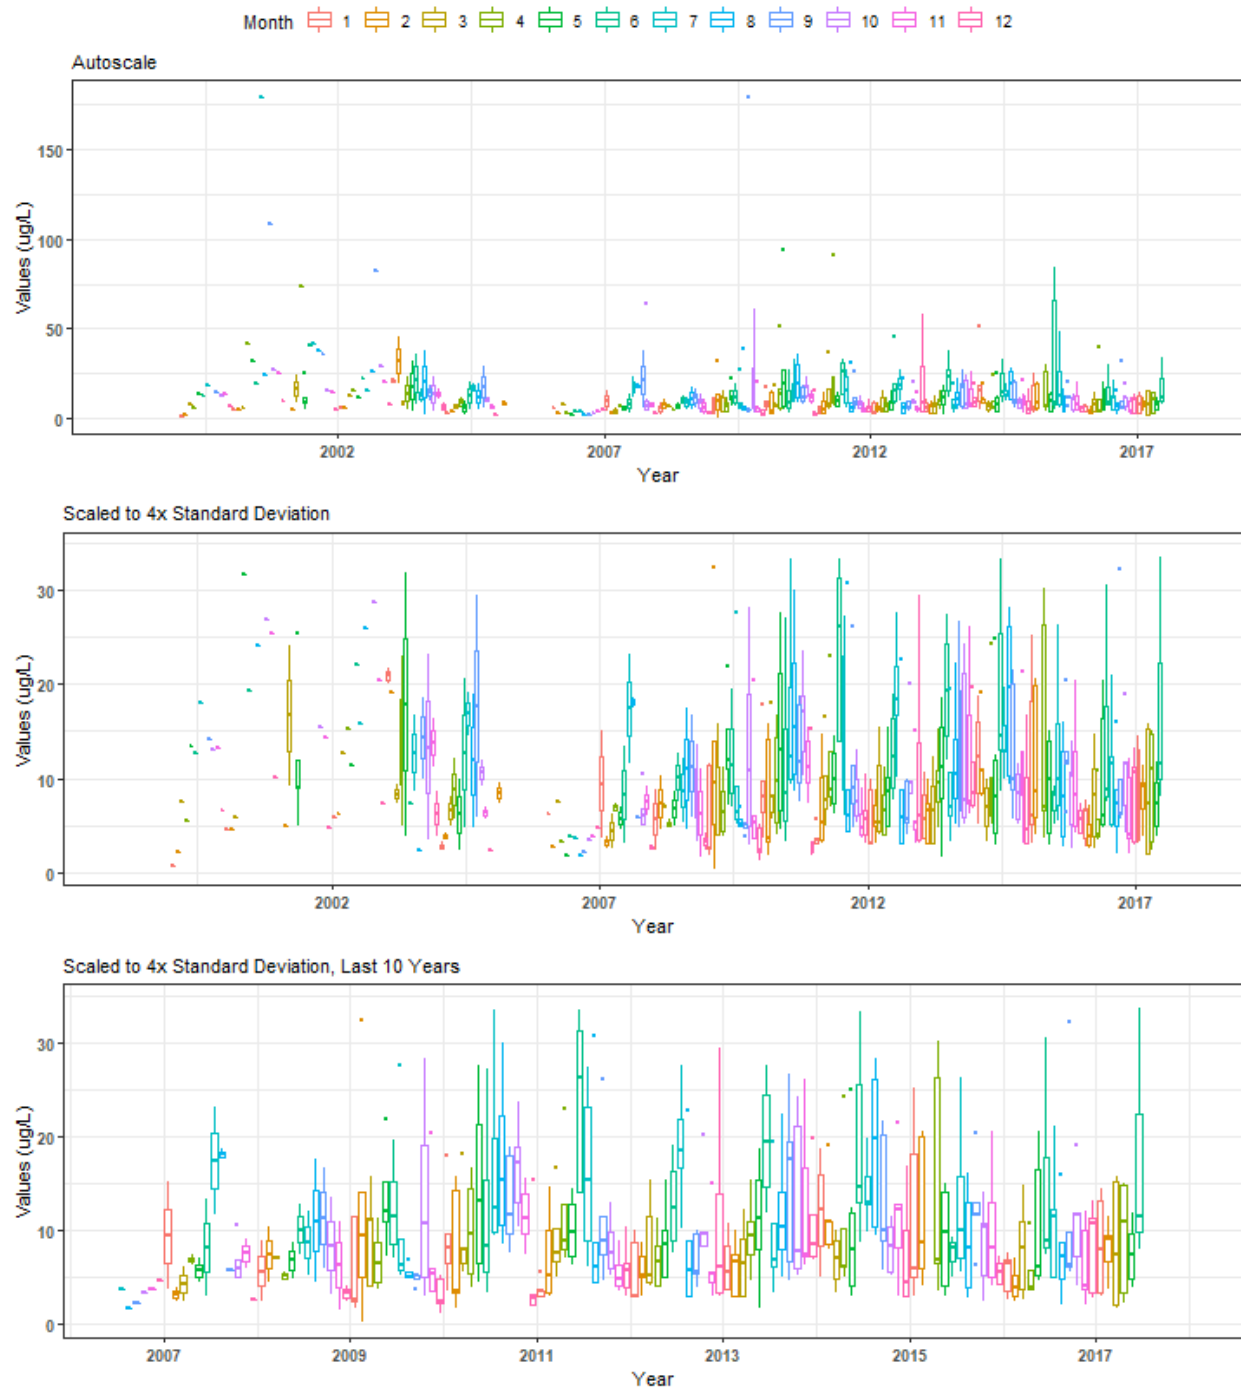 Month 1 2 3 4 5 6 7 8 9 10 11 12
Autoscale
150
100
50
0
Values (ug/L)
2002 2007 2012 2017
Year
Scaled to 4x Standard Deviation
30
20
10
0
Values (ug/L)
2002 2007 2012 2017
Year
Scaled to 4x Standard Deviation, Last 10 Years
30
20
10
0
Values (ug/L)
2007 2009 2011 2013 2015 2017
Year